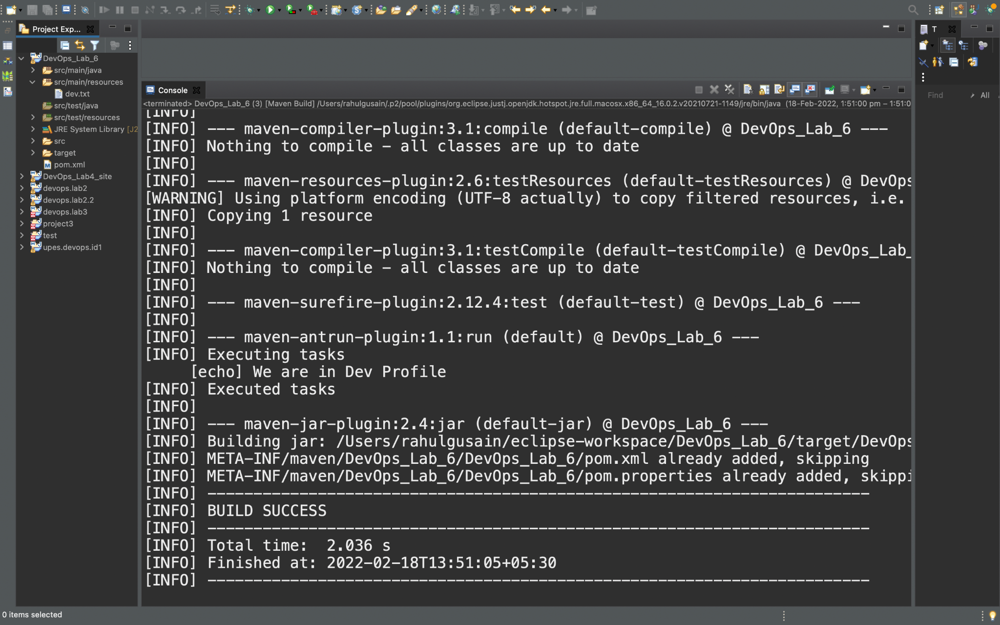 Project Exp...
DevOps_Lab_6
src/main/java
src/main/resources
dev.txt
src/test/java
src/test/resources
JRE System Library [J2
src
target
pom.xml
DevOps_Lab4_site
devops.lab2
devops.lab2.2
devops.lab3
project3
test
upes.devops.id1
Console
<terminated> DevOps_Lab_6 (3) [Maven Build] /Users/rahulgusain/.p2/pool/plugins/org.eclipse.justj.openjdk.hotspot.jre.full.macosx.x86_64_16.0.2.v20210721-1149/jre/bin/java (18-Feb-2022, 1:51:00 pm – 1:51:0
[INFO]
[INFO] --- maven-compiler-plugin:3.1:compile (default-compile) @ DevOps_Lab_6 ---
[INFO] Nothing to compile - all classes are up to date
[INFO]
[INFO] --- maven-resources-plugin:2.6:testResources (default-testResources) @ DevOps
[WARNING] Using platform encoding (UTF-8 actually) to copy filtered resources, i.e.
[INFO] Copying 1 resource
[INFO]
[INFO] --- maven-compiler-plugin:3.1:testCompile (default-testCompile) @ DevOps_Lab_
[INFO] Nothing to compile - all classes are up to date
[INFO]
[INFO] --- maven-surefire-plugin:2.12.4:test (default-test) @ DevOps_Lab_6 ---
[INFO]
[INFO] --- maven-antrun-plugin:1.1:run (default) @ DevOps_Lab_6 ---
[INFO] Executing tasks
[echo] We are in Dev Profile
[INFO] Executed tasks
[INFO]
[INFO] --- maven-jar-plugin:2.4:jar (default-jar) @ DevOps_Lab_6 ---
[INFO] Building jar: /Users/rahulgusain/eclipse-workspace/DevOps_Lab_6/target/DevOps
[INFO] META-INF/maven/DevOps_Lab_6/DevOps_Lab_6/pom.xml already added, skipping
[INFO] META-INF/maven/DevOps_Lab_6/DevOps_Lab_6/pom.properties already added, skippi
[INFO] ------------------------------------------------------------------------
[INFO] BUILD SUCCESS
[INFO] ------------------------------------------------------------------------
[INFO] Total time:  2.036 s
[INFO] Finished at: 2022-02-18T13:51:05+05:30
[INFO] ------------------------------------------------------------------------
T
Find
All
0 items selected